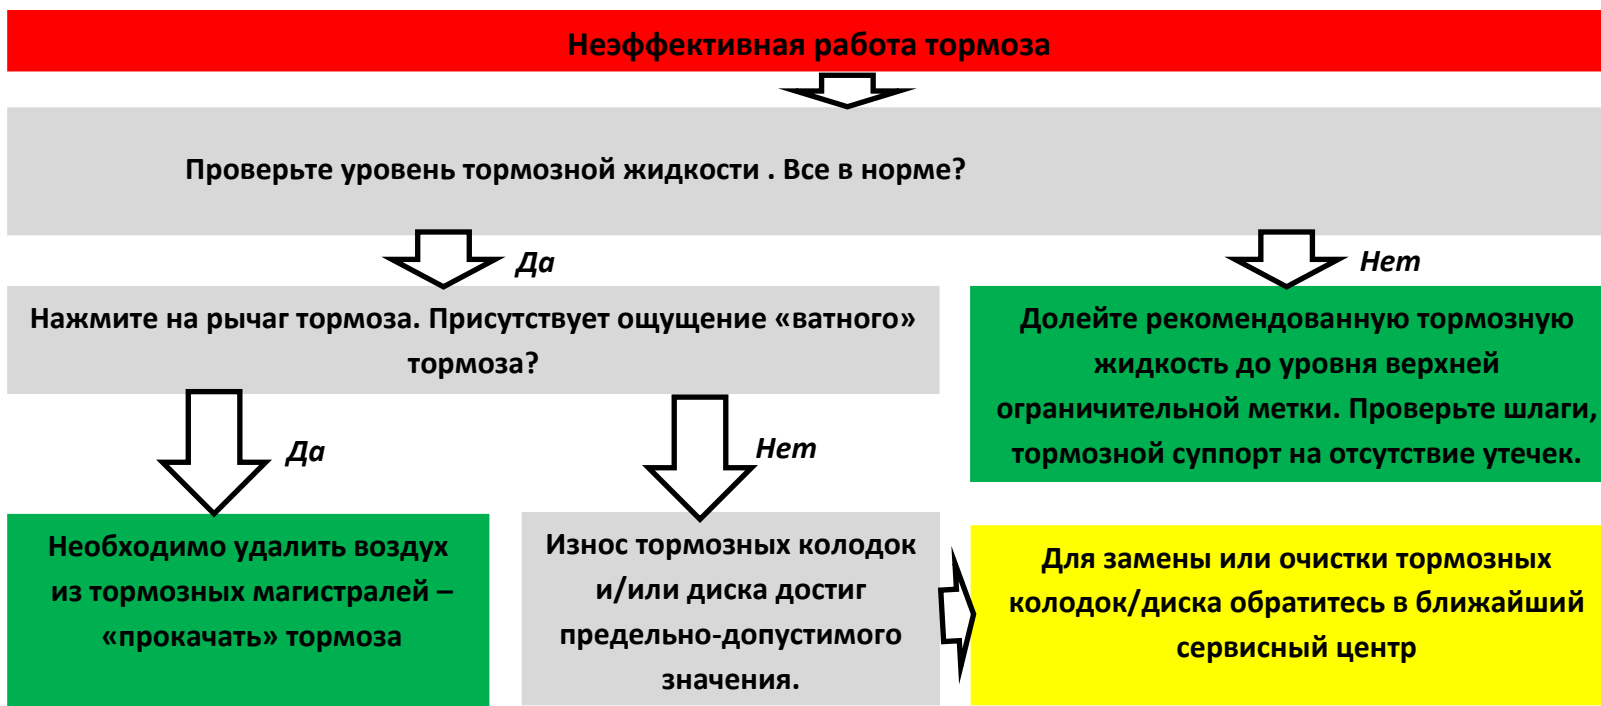 Неэффективная работа тормоза
Проверьте уровень тормозной жидкости . Все в норме?
Да
Нет
Нажмите на рычаг тормоза. Присутствует ощущение «ватного»
тормоза?
Долейте рекомендованную тормозную
жидкость до уровня верхней
ограничительной метки. Проверьте шлаги,
тормозной суппорт на отсутствие утечек.
Да
Нет
Необходимо удалить воздух
из тормозных магистралей –
«прокачать» тормоза
Износ тормозных колодок
и/или диска достиг
предельно-допустимого
значения.
Для замены или очистки тормозных
колодок/диска обратитесь в ближайший
сервисный центр